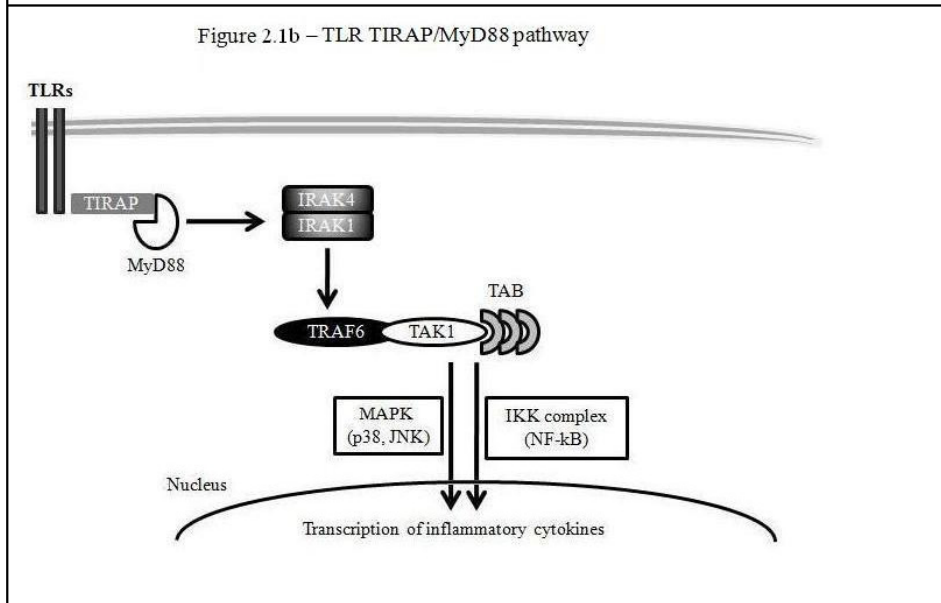 Figure 2.1b – TLR TIRAP/MyD88 pathway
TLRs
TIRAP
MyD88
IRAK4
IRAK1
TRAF6
TAK1
TAB
MAPK
(p38, JNK)
IKK complex
(NF-kB)
Nucleus
Transcription of inflammatory cytokines